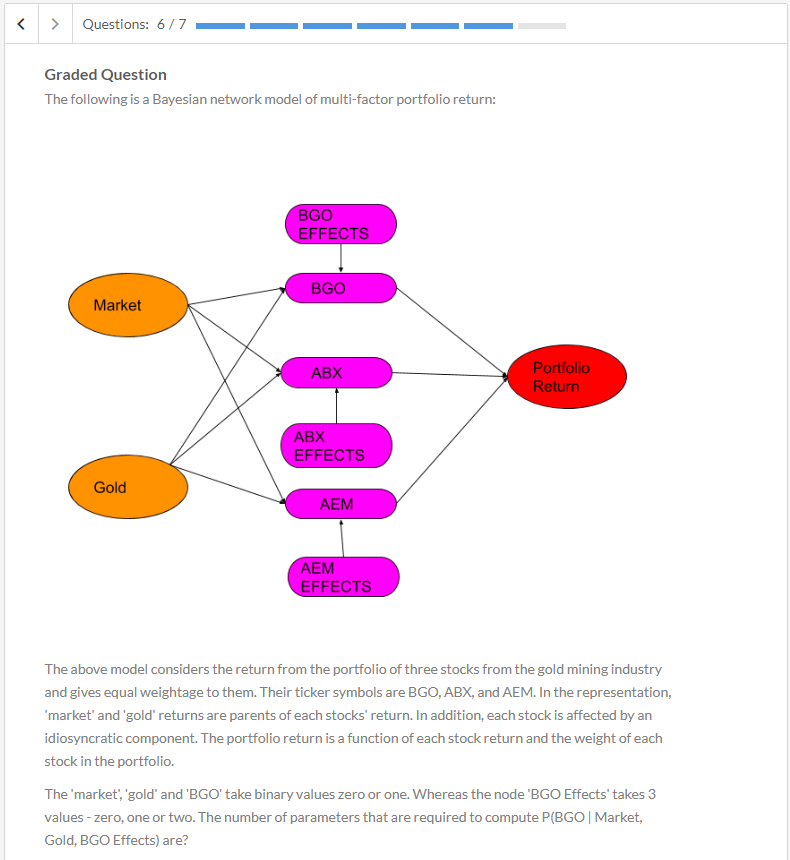 Questions: 6 / 7
Graded Question
The following is a Bayesian network model of multi-factor portfolio return:
BGO
EFFECTS
BGO
Market
ABX
Portfolio
Return
ABX
EFFECTS
Gold
AEM
AEM
EFFECTS
The above model considers the return from the portfolio of three stocks from the gold mining industry
and gives equal weightage to them. Their ticker symbols are BGO, ABX, and AEM. In the representation,
'market' and 'gold' returns are parents of each stocks' return. In addition, each stock is affected by an
idiosyncratic component. The portfolio return is a function of each stock return and the weight of each
stock in the portfolio.
The 'market', 'gold' and 'BGO' take binary values zero or one. Whereas the node 'BGO Effects' takes 3
values - zero, one or two. The number of parameters that are required to compute P(BGO | Market,
Gold, BGO Effects) are?